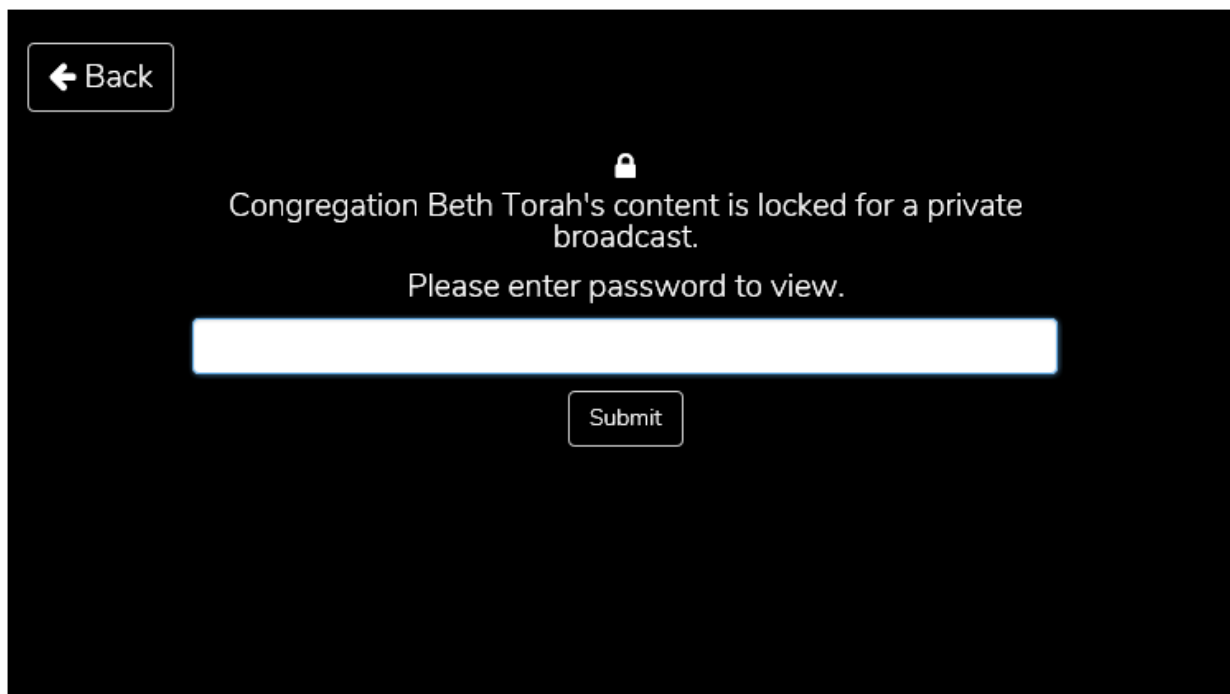 Back
Congregation Beth Torah's content is locked for a private
broadcast.
Please enter password to view.
Submit